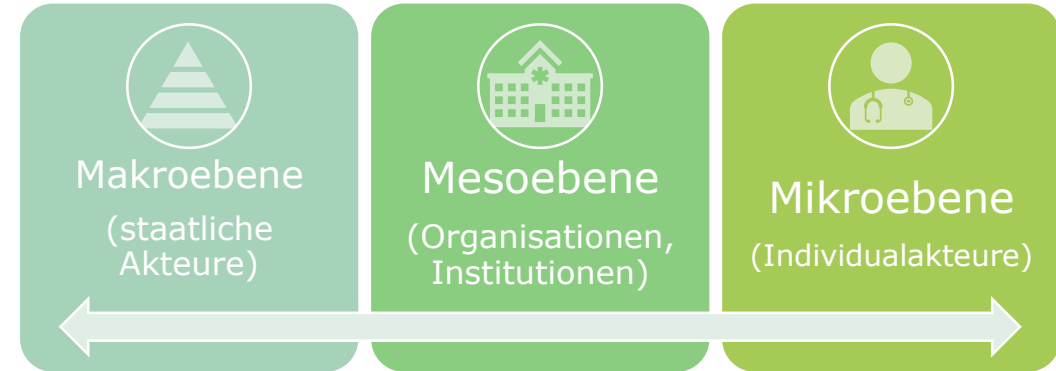 Makroebene
(staatliche
Akteure)
Mesoebene
(Organisationen,
Institutionen)
Mikroebene
(Individualakteure)